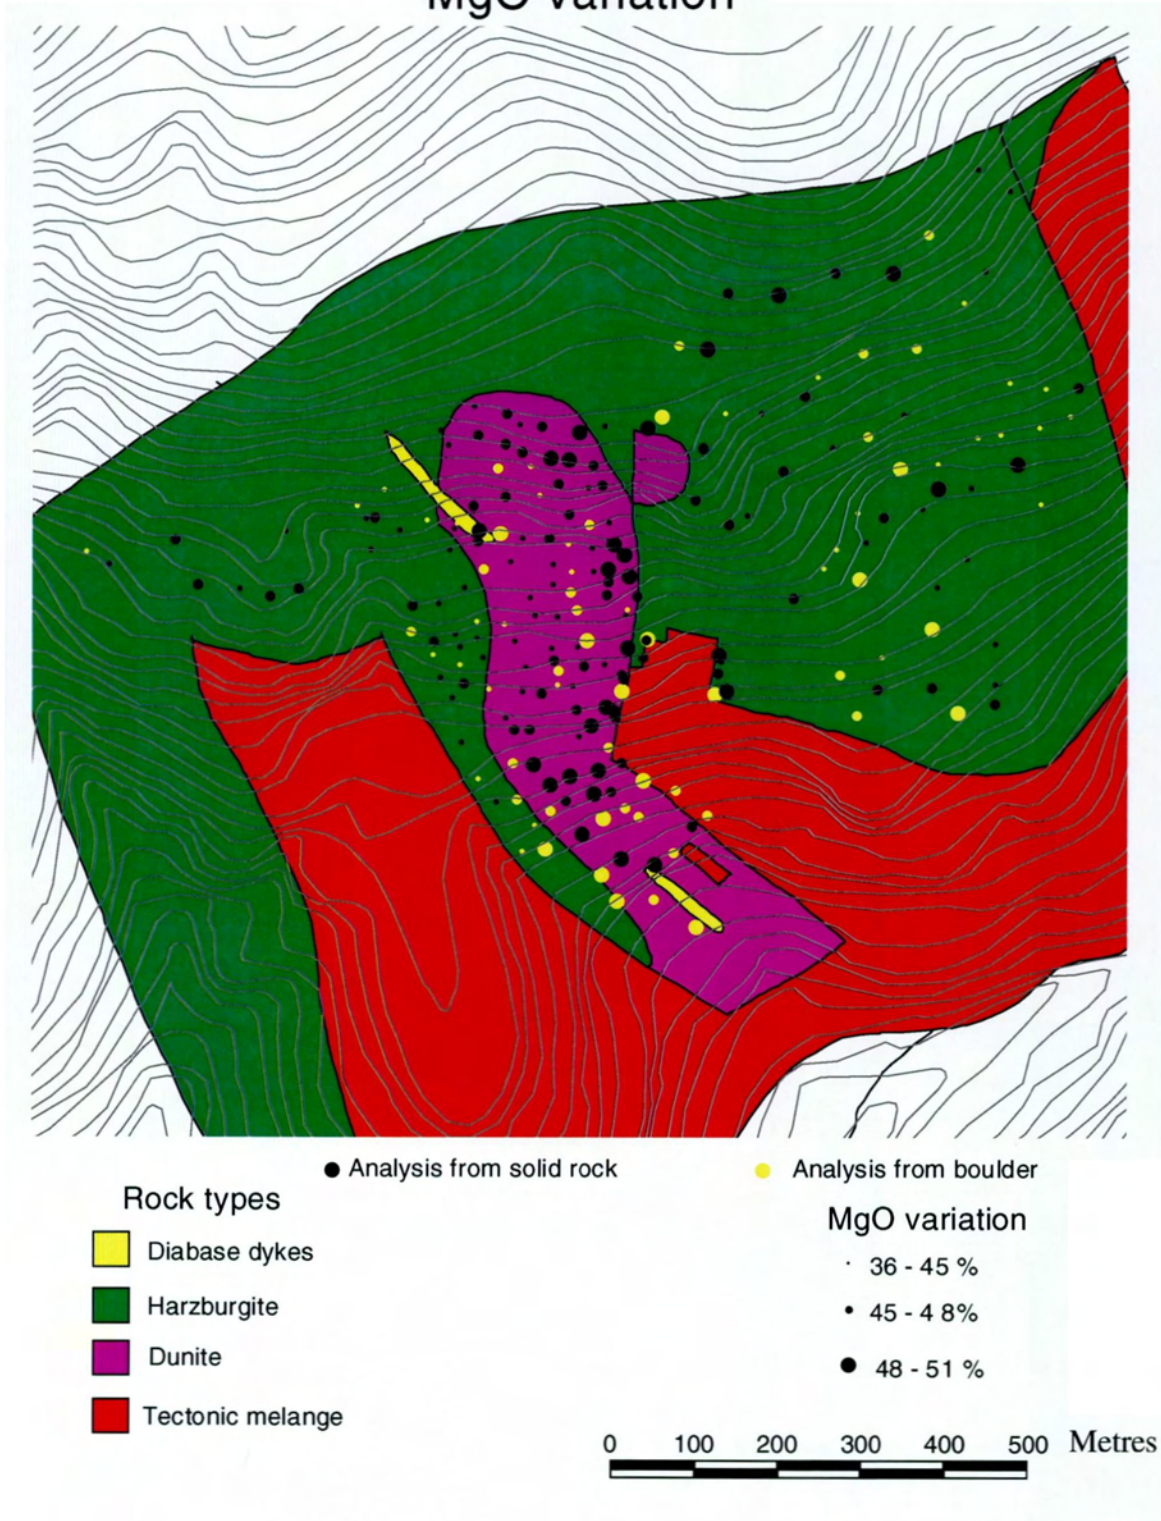 MgO variation
Analysis from solid rock
Analysis from boulder
Rock types
Diabase dykes
Harzburgite
Dunite
Tectonic melange
MgO variation
36 - 45 %
45 - 4 8%
48 - 51 %
0 100 200 300 400 500 Metres